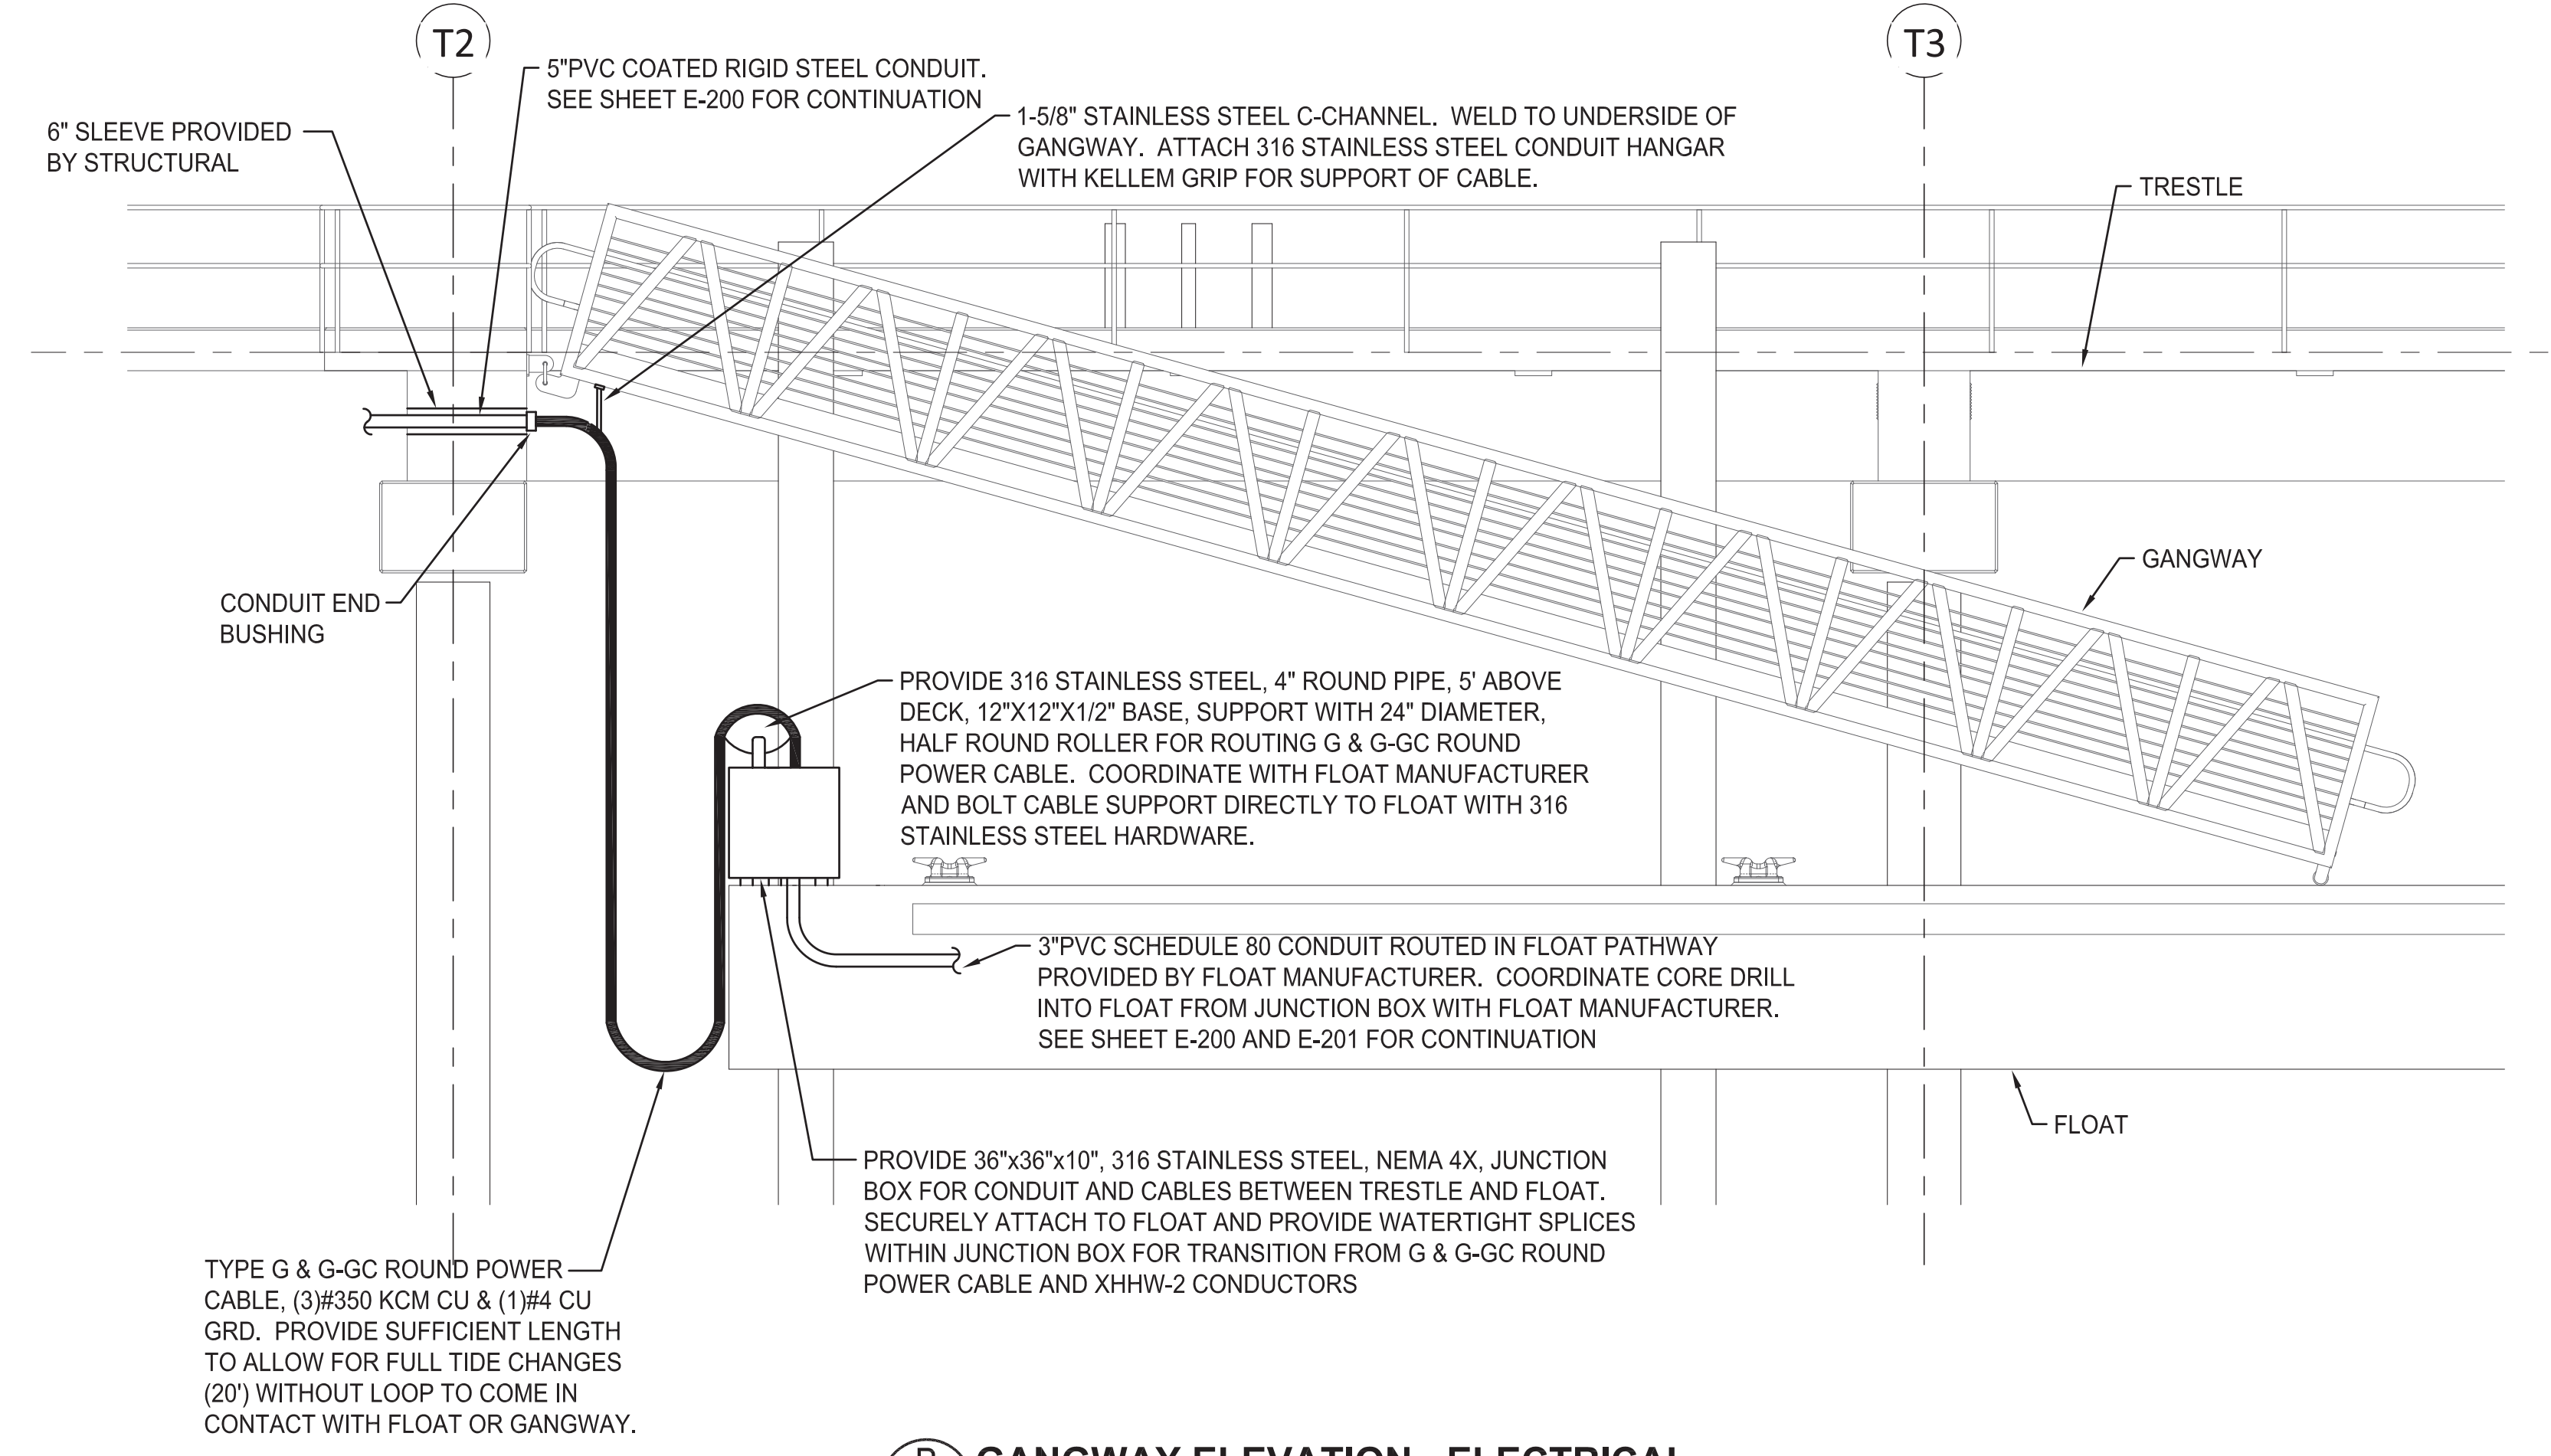 T2
T3
5"PVC COATED RIGID STEEL CONDUIT.
SEE SHEET E-200 FOR CONTINUATION
6" SLEEVE PROVIDED
BY STRUCTURAL
1-5/8" STAINLESS STEEL C-CHANNEL. WELD TO UNDERSIDE OF
GANGWAY. ATTACH 316 STAINLESS STEEL CONDUIT HANGAR
WITH KELLEM GRIP FOR SUPPORT OF CABLE.
TRESTLE
GANGWAY
CONDUIT END
BUSHING
PROVIDE 316 STAINLESS STEEL, 4" ROUND PIPE, 5' ABOVE
DECK, 12"X12"X1/2" BASE, SUPPORT WITH 24" DIAMETER,
HALF ROUND ROLLER FOR ROUTING G & G-GC ROUND
POWER CABLE. COORDINATE WITH FLOAT MANUFACTURER
AND BOLT CABLE SUPPORT DIRECTLY TO FLOAT WITH 316
STAINLESS STEEL HARDWARE.
3"PVC SCHEDULE 80 CONDUIT ROUTED IN FLOAT PATHWAY
PROVIDED BY FLOAT MANUFACTURER. COORDINATE CORE DRILL
INTO FLOAT FROM JUNCTION BOX WITH FLOAT MANUFACTURER.
SEE SHEET E-200 AND E-201 FOR CONTINUATION
FLOAT
PROVIDE 36"x36"x10", 316 STAINLESS STEEL, NEMA 4X, JUNCTION
BOX FOR CONDUIT AND CABLES BETWEEN TRESTLE AND FLOAT.
SECURELY ATTACH TO FLOAT AND PROVIDE WATERTIGHT SPLICES
WITHIN JUNCTION BOX FOR TRANSITION FROM G & G-GC ROUND
POWER CABLE AND XHHW-2 CONDUCTORS
TYPE G & G-GC ROUND POWER
CABLE, (3)#350 KCM CU & (1)#4 CU
GRD. PROVIDE SUFFICIENT LENGTH
TO ALLOW FOR FULL TIDE CHANGES
(20') WITHOUT LOOP TO COME IN
CONTACT WITH FLOAT OR GANGWAY.
GANGWAY ELEVATION - ELECTRICAL